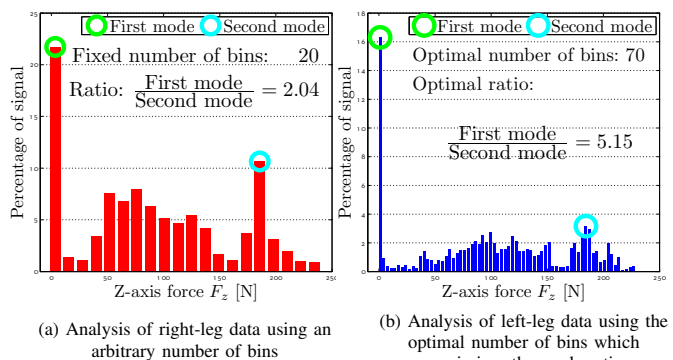 First mode Second mode
Fixed number of bins: 20
Ratio: First mode / Second mode = 2.04
Percentage of signal
25
20
15
10
5
0
0 50 100 150 200 250
Z-axis force Fz [N]
(a) Analysis of right-leg data using an
arbitrary number of bins
First mode Second mode
Optimal number of bins: 70
Optimal ratio:
First mode / Second mode = 5.15
Percentage of signal
18
16
14
12
10
8
6
4
2
0
0 50 100 150 200 250
Z-axis force Fz [N]
(b) Analysis of left-leg data using the
optimal number of bins which